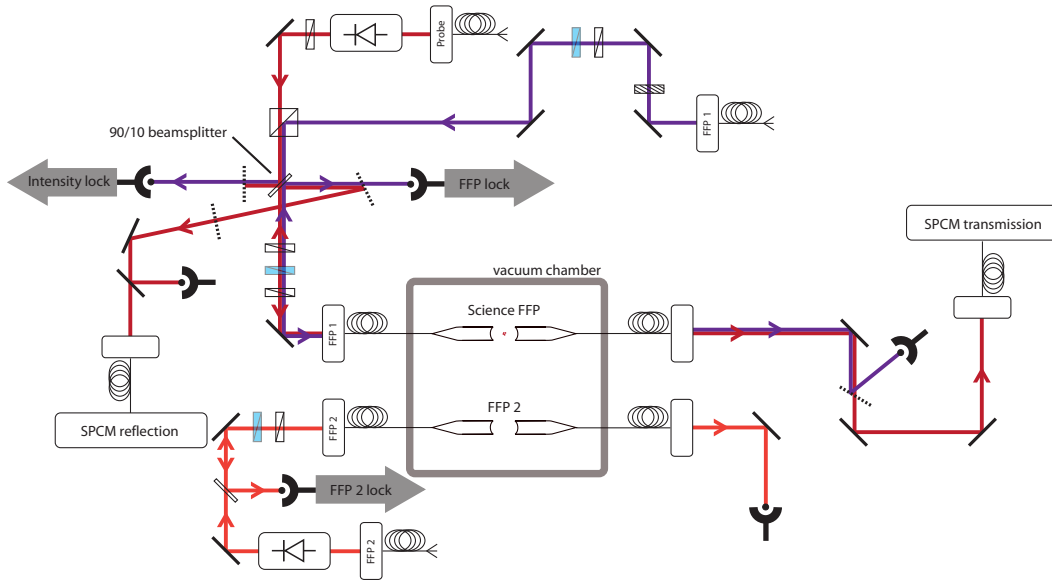 Probe
FFP 1
90/10 beamsplitter
Intensity lock
FFP lock
SPCM transmission
vacuum chamber
Science FFP
FFP 1
FFP 2
FFP 2
SPCM reflection
FFP 2 lock
FFP 2